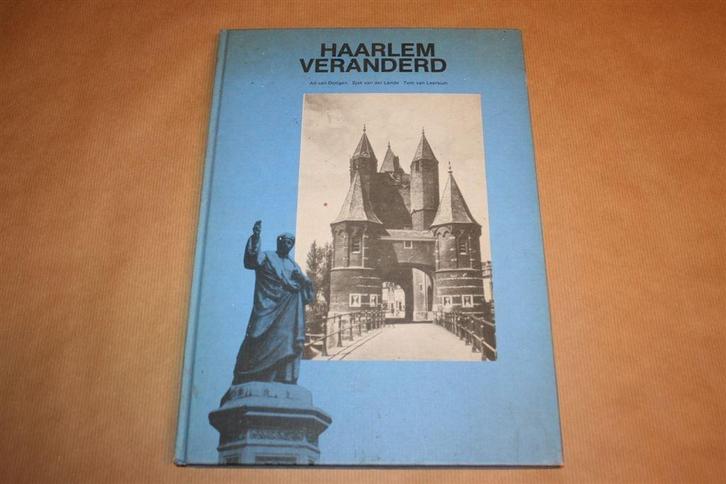 HAARLEM
VERANDERD
Ad van Dongen Sjak van der Lende Tom van Leersum